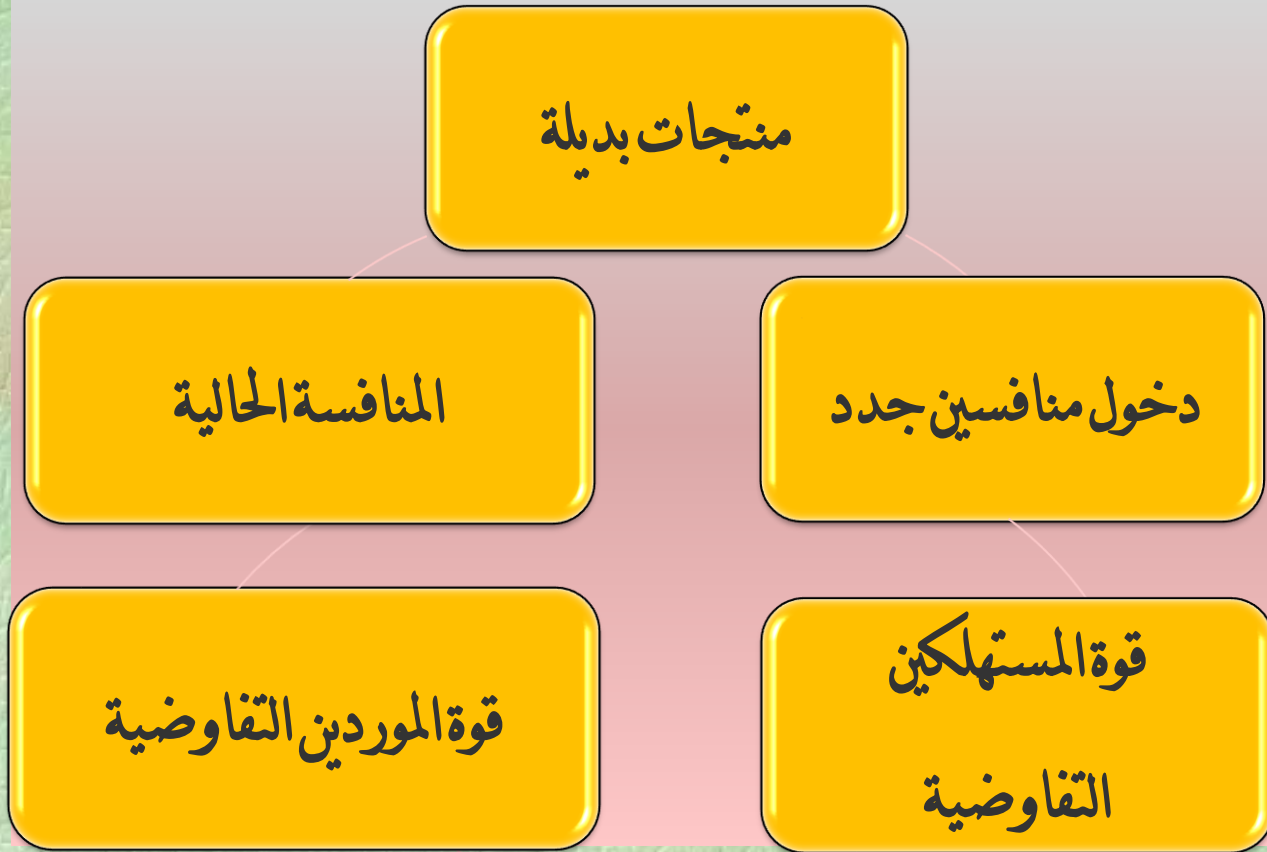 منتجات بديلة
دخول منافسين جدد
المنافسة الحالية
قوة المستهلكين
التفاوضية
قوة الموردين التفاوضية